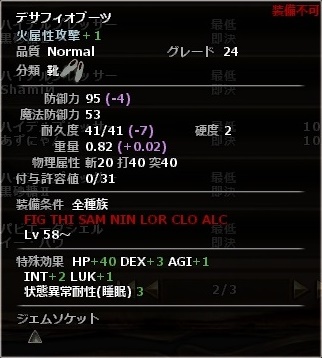 装備不可
デサフィオブーツ
火属性攻撃+1
品質 Normal グレード 24
分類 靴
防御力 95 (-4)
魔法防御力 53
耐久度 41/41 (-7) 硬度 2
重量 0.82 (+0.02)
物理属性 斬20 打40 突40
付与許容値 0/31
装備条件 全種族
FIG THI SAM NIN LOR CLO ALC
Lv 58～
特殊効果 HP+40 DEX+3 AGI+1
INT+2 LUK+1
状態異常耐性(睡眠) 3
2/3
ジェムソケット